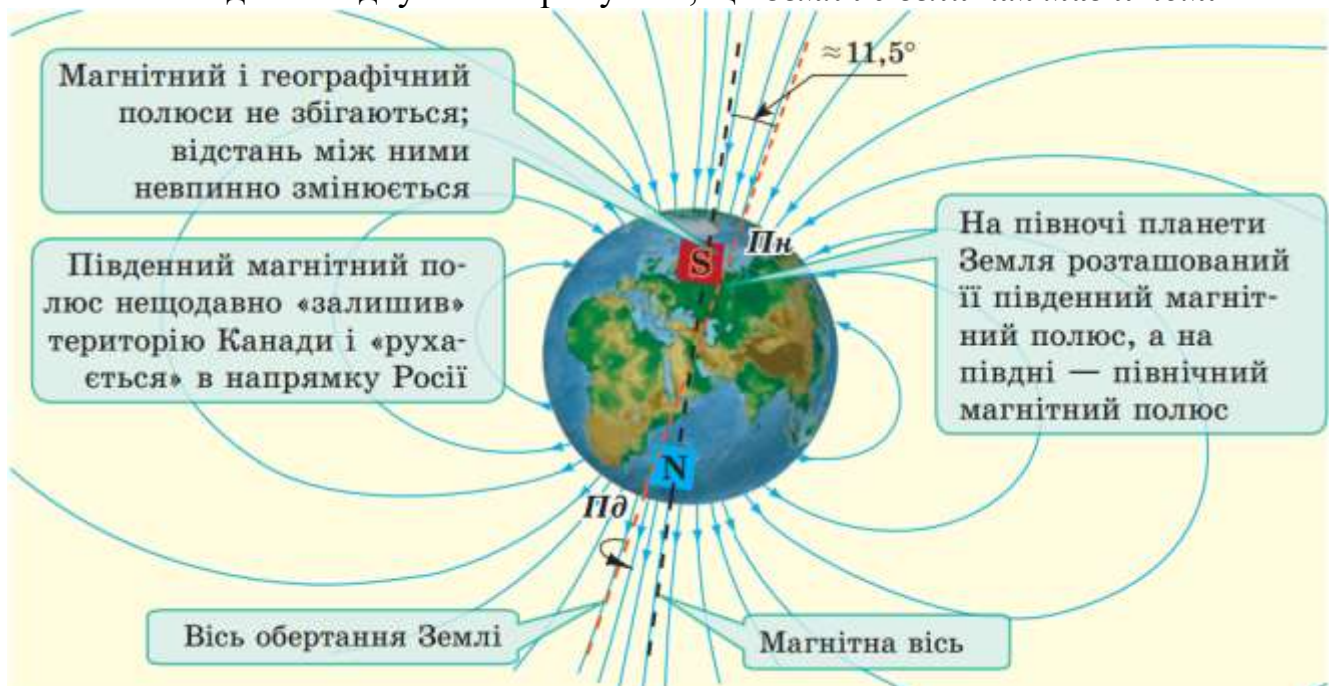 ≈ 11,5°
Магнітний і географічний
полюси не збігаються;
відстань між ними
невпинно змінюється
Пн
S
На півночі планети
Земля розташований
її південний магніт-
ний полюс, а на
півдні — північний
магнітний полюс
Південний магнітний по-
люс нещодавно «залишив»
територію Канади і «руха-
ється» в напрямку Росії
N
Пд
Вісь обертання Землі
Магнітна вісь